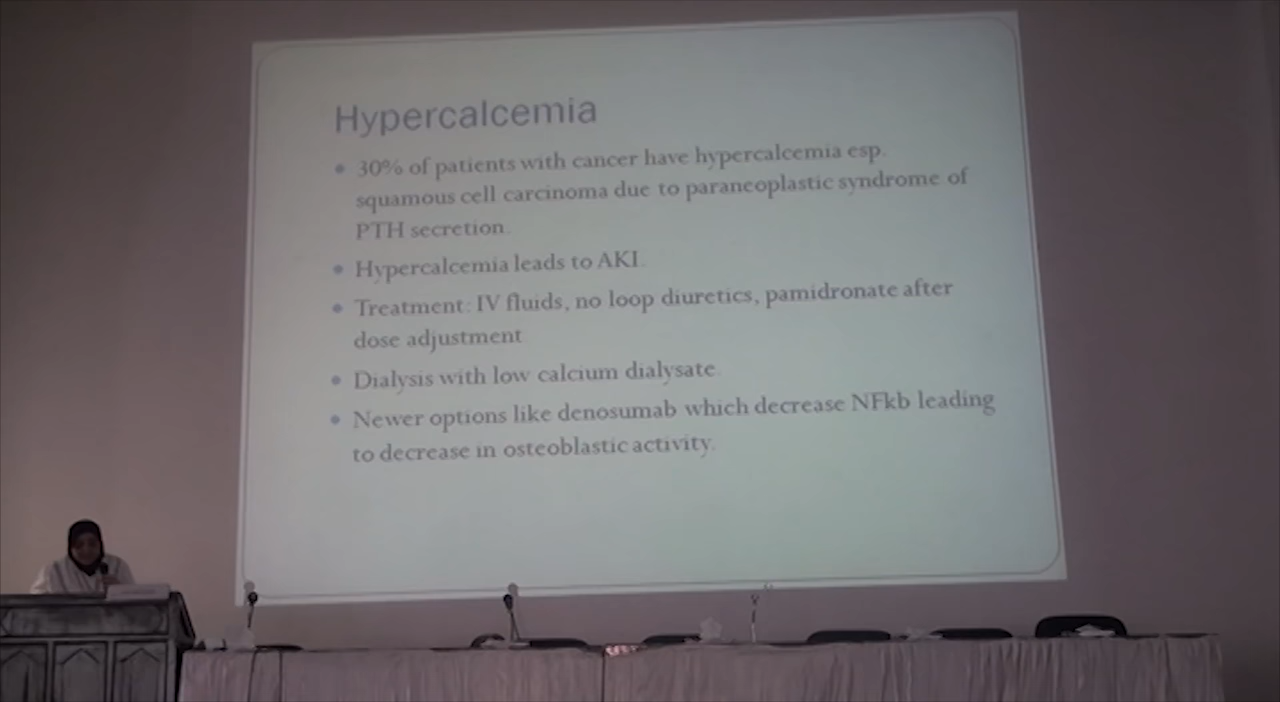 Hypercalcemia
• 30% of patients with cancer have hypercalcemia esp.
squamous cell carcinoma due to paraneoplastic syndrome of
PTH secretion.
• Hypercalcemia leads to AKI.
• Treatment: IV fluids, no loop diuretics, pamidronate after
dose adjustment
• Dialysis with low calcium dialysate.
• Newer options like denosumab which decrease NFkb leading
to decrease in osteoblastic activity.